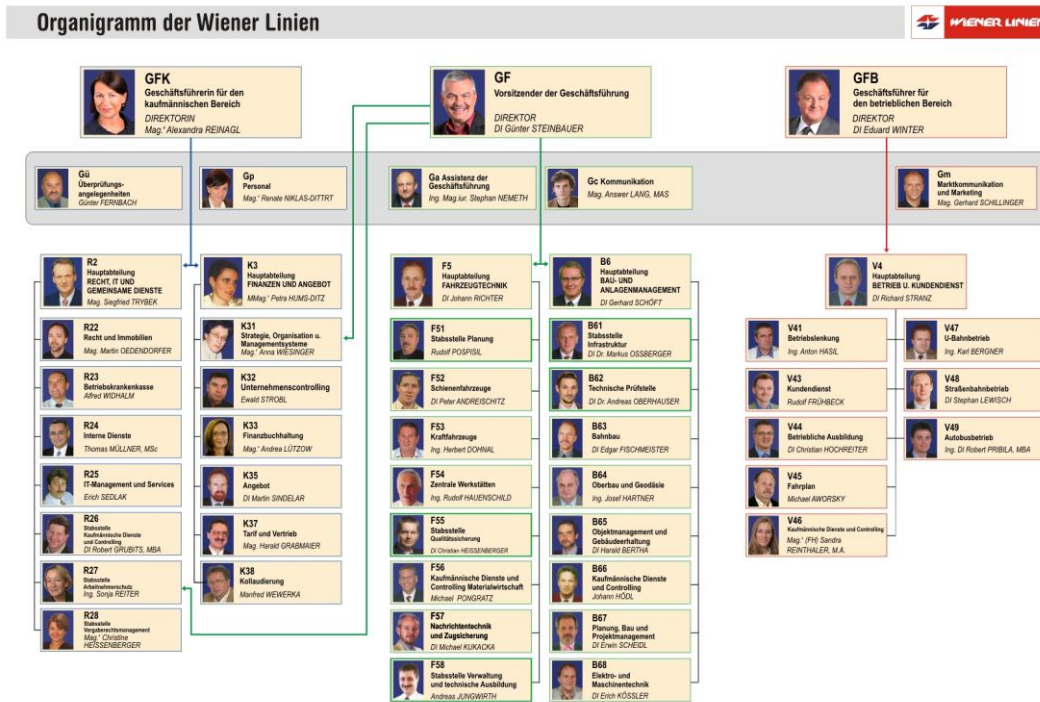 Organigramm der Wiener Linien
WIENER LINIEN
GFK
Geschäftsführerin für den
kaufmännischen Bereich
DIREKTORIN
Mag.ª Alexandra REINAGL
GF
Vorsitzender der Geschäftsführung
DIREKTOR
DI Günter STEINBAUER
GFB
Geschäftsführer für
den betrieblichen Bereich
DIREKTOR
DI Eduard WINTER
Gü
Überprüfungs-
angelegenheiten
Günter FERNBACH
Gp
Personal
Mag.ª Renate NIKLAS-DITTRT
Ga Assistenz der
Geschäftsführung
Ing. Mag.iur. Stephan NEMETH
Gc Kommunikation
Mag. Answer LANG, MAS
Gm
Marktkommunikation
und Marketing
Mag. Gerhard SCHILLINGER
R2
Hauptabteilung
RECHT, IT UND
GEMEINSAME DIENSTE
Mag. Siegfried TRYBEK
R22
Recht und Immobilien
Mag. Martin OEDENDORFER
R23
Betriebskrankenkasse
Alfred WIDHALM
R24
Interne Dienste
Thomas MÜLLNER, MSc
R25
IT-Management und Services
Erich SEDLAK
R26
Stabsstelle
Kaufmännische Dienste
und Controlling
DI Robert GRUBITS, MBA
R27
Stabsstelle
Arbeitnehmerschutz
Ing. Sonja REITER
R28
Stabsstelle
Vergaberechtsmanagement
Mag.ª Christine
HEISSENBERGER
K3
Hauptabteilung
FINANZEN UND ANGEBOT
MMag.ª Petra HUMS-DITZ
K31
Strategie, Organisation u.
Managementsysteme
Mag.ª Anna WIESINGER
K32
Unternehmenscontrolling
Ewald STROBL
K33
Finanzbuchhaltung
Mag.ª Andrea LÜTZOW
K35
Angebot
DI Martin SINDELAR
K37
Tarif und Vertrieb
Mag. Harald GRABMAIER
K38
Kollaudierung
Manfred WEWERKA
F5
Hauptabteilung
FAHRZEUGTECHNIK
DI Johann RICHTER
F51
Stabsstelle Planung
Rudolf POSPISIL
F52
Schienenfahrzeuge
DI Peter ANDREISCHITZ
F53
Kraftfahrzeuge
Ing. Herbert DOHNAL
F54
Zentrale Werkstätten
Ing. Rudolf HAUENSCHILD
F55
Stabsstelle
Qualitätssicherung
DI Christian HEISSENBERGER
F56
Kaufmännische Dienste und
Controlling Materialwirtschaft
Michael PONGRATZ
F57
Nachrichtentechnik
und Zugsicherung
DI Michael KUKACKA
F58
Stabsstelle Verwaltung
und technische Ausbildung
Andreas JUNGWIRTH
B6
Hauptabteilung
BAU- UND
ANLAGENMANAGEMENT
DI Gerhard SCHÖFT
B61
Stabsstelle
Infrastruktur
DI Dr. Markus OSSBERGER
B62
Technische Prüfstelle
DI Dr. Andreas OBERHAUSER
B63
Bahnbau
DI Edgar FISCHMEISTER
B64
Oberbau und Geodäsie
Ing. Josef HARTNER
B65
Objektmanagement und
Gebäudeerhaltung
DI Harald BERTHA
B66
Kaufmännische Dienste
und Controlling
Johann HÖDL
B67
Planung, Bau und
Projektmanagement
DI Erwin SCHEIDL
B68
Elektro- und
Maschinentechnik
DI Erich KÖSSLER
V4
Hauptabteilung
BETRIEB U. KUNDENDIENST
DI Richard STRANZ
V41
Betriebslenkung
Ing. Anton HASIL
V43
Kundendienst
Rudolf FRÜHBECK
V44
Betriebliche Ausbildung
DI Christian HOCHREITER
V45
Fahrplan
Michael AWORSKY
V46
Kaufmännische Dienste und Controlling
Mag.ª (FH) Sandra
REINTHALER, M.A.
V47
U-Bahnbetrieb
Ing. Karl BERGNER
V48
Straßenbahnbetrieb
DI Stephan LEWISCH
V49
Autobusbetrieb
Ing. DI Robert PRIBILA, MBA